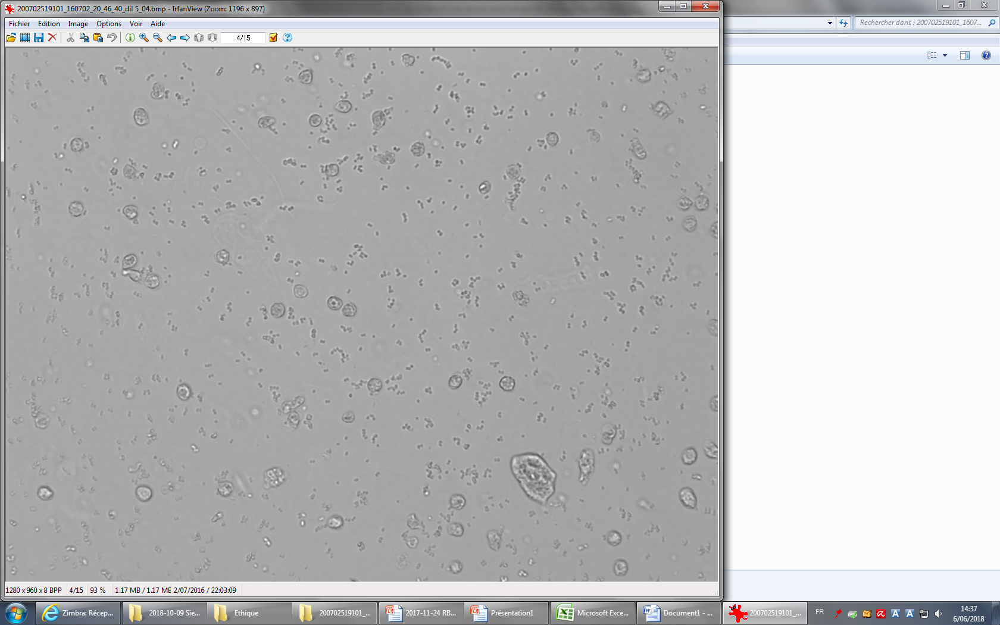 200702519101_160702_20_46_40_dil 5_04.bmp - IrfanView (Zoom: 1196 x 897)
Fichier Edition Image Options Voir Aide
4/15
Rechercher dans : 200702519101_1607...
1280 x 960 x 8 BPP 4/15 93 % 1.17 MB / 1.17 ME 2/07/2016 / 22:03:09
Zimbra: Récep... 2018-10-09 Sie... Ethique 200702519101_... 2017-11-24 RB... Présentation1 Microsoft Exce... Document1 - ... 200702519101_... FR 14:37
6/06/2018